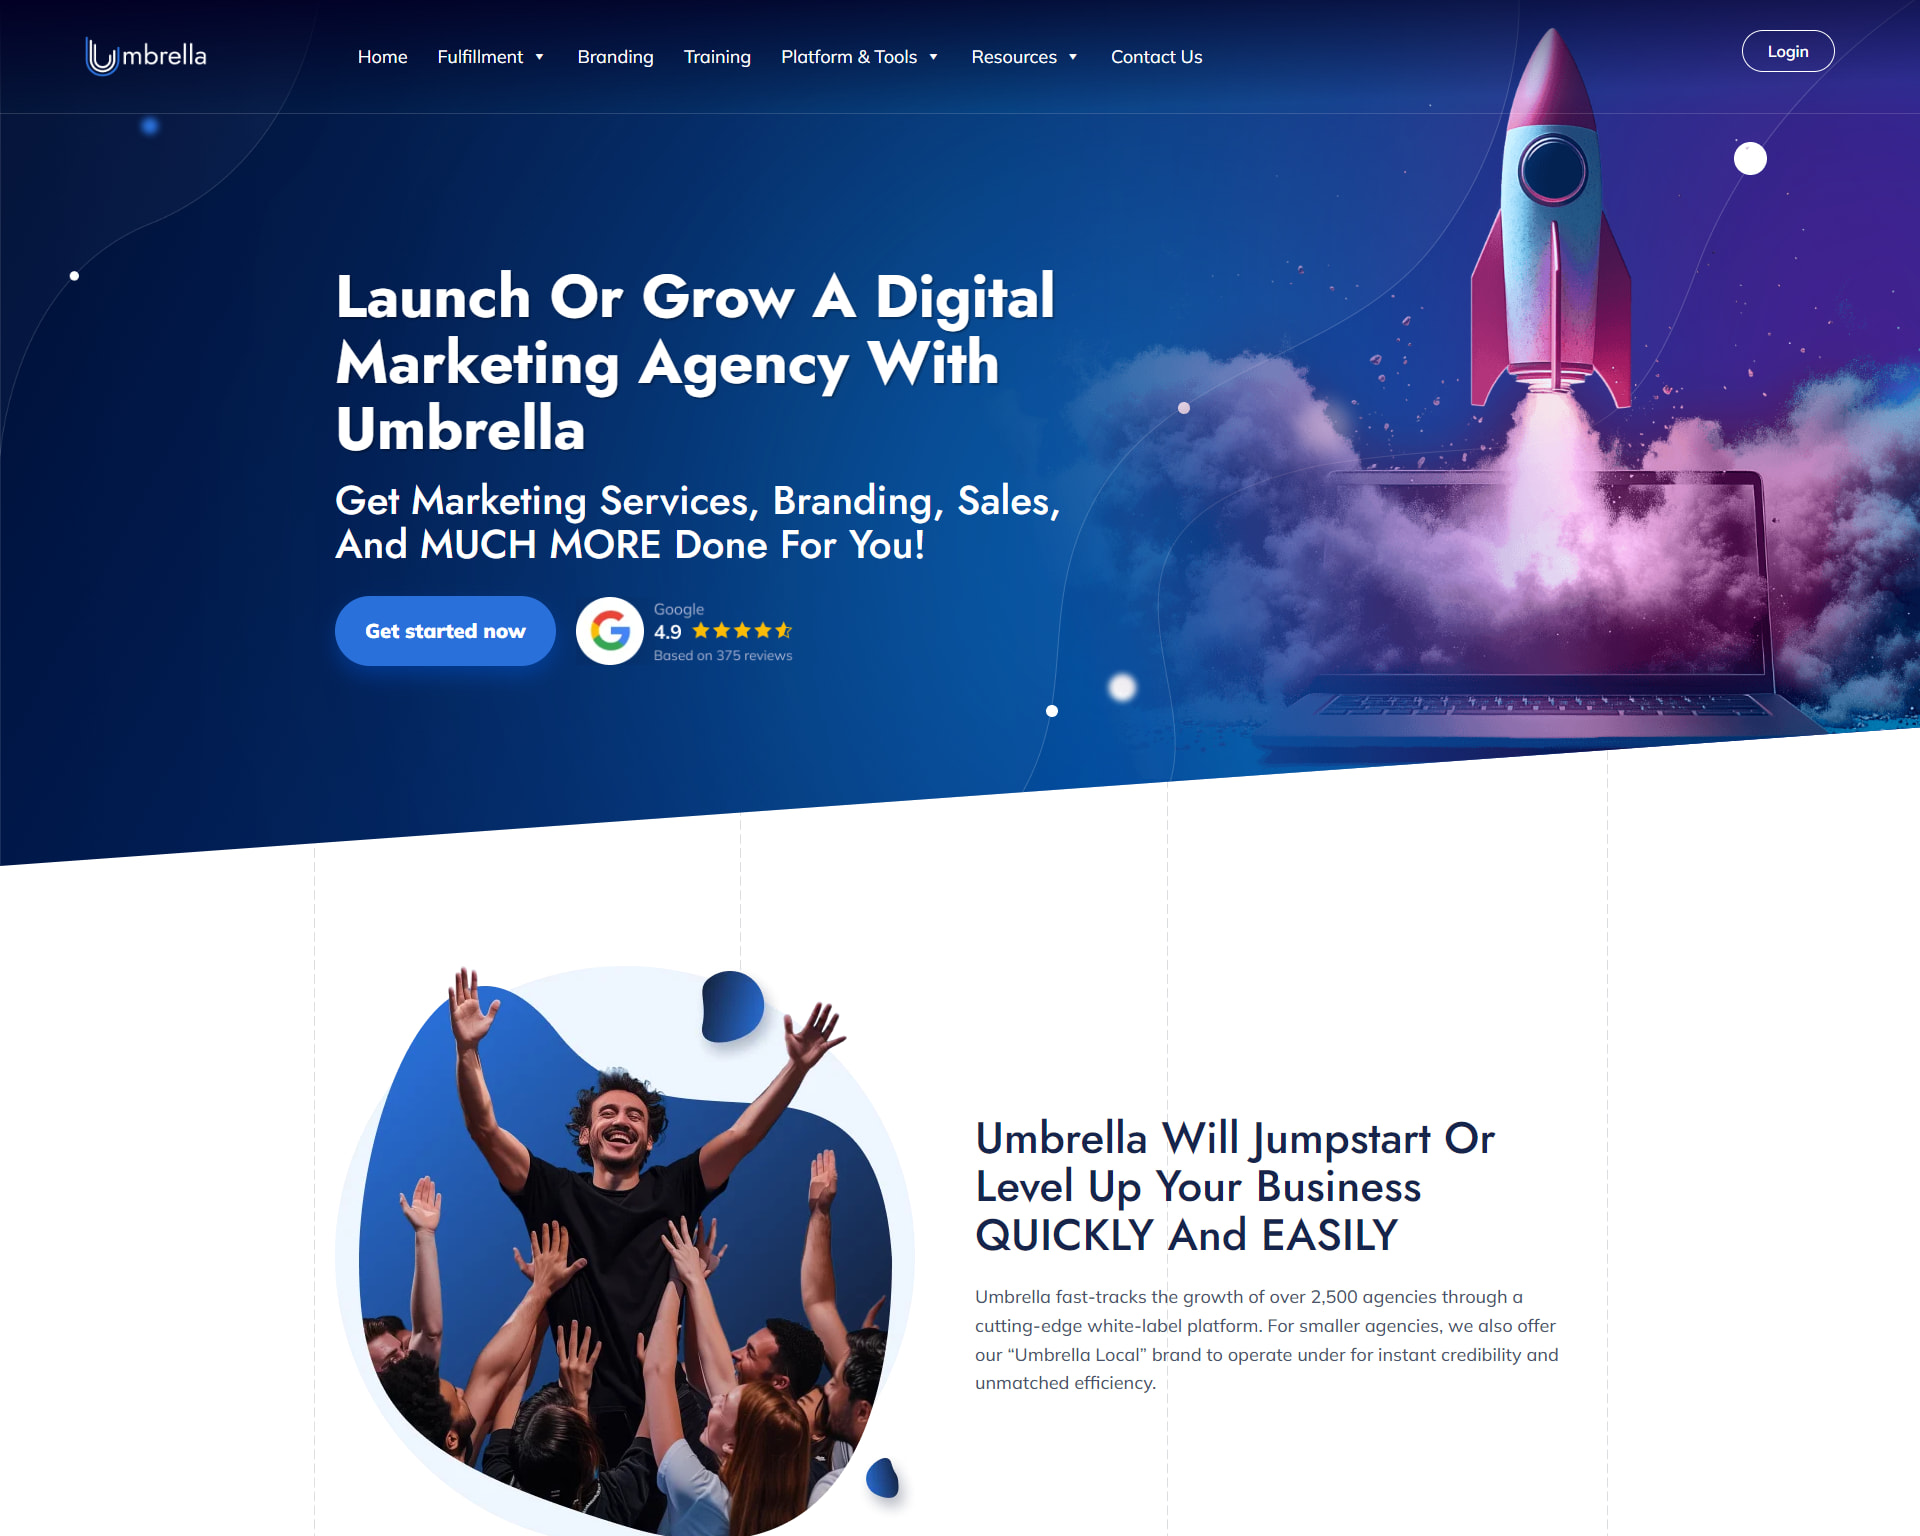 Umbrella
Home
Fulfillment
Branding
Training
Platform & Tools
Resources
Contact Us
Login
Launch Or Grow A Digital
Marketing Agency With
Umbrella
Get Marketing Services, Branding, Sales,
And MUCH MORE Done For You!
Get started now
Google
4.9
Based on 375 reviews
Umbrella Will Jumpstart Or
Level Up Your Business
QUICKLY And EASILY
Umbrella fast-tracks the growth of over 2,500 agencies through a
cutting-edge white-label platform. For smaller agencies, we also offer
our “Umbrella Local” brand to operate under for instant credibility and
unmatched efficiency.